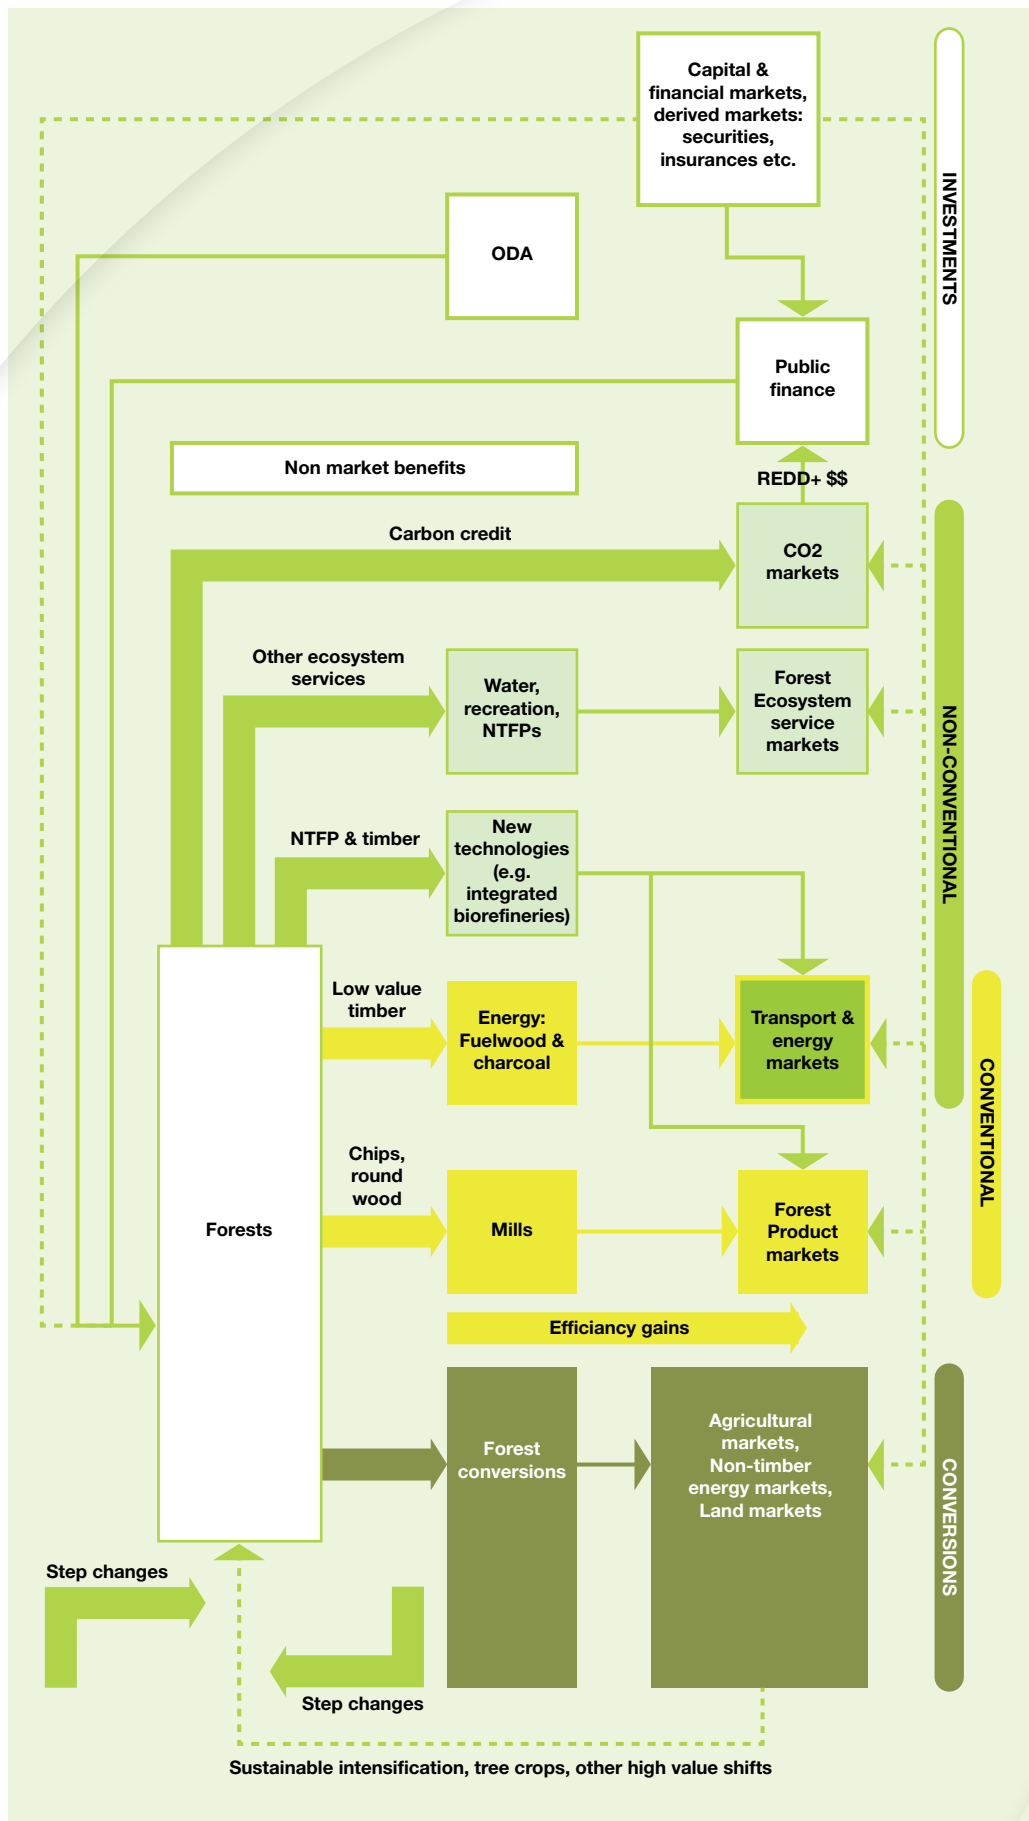 Capital &
financial markets,
derived markets:
securities,
insurances etc.
INVESTMENTS
ODA
Public
finance
Non market benefits
REDD+ $$
Carbon credit
CO2
markets
Other ecosystem
services
Water,
recreation,
NTFPs
Forest
Ecosystem
service
markets
NON-CONVENTIONAL
NTFP & timber
New
technologies
(e.g.
integrated
biorefineries)
Low value
timber
Energy:
Fuelwood &
charcoal
Transport &
energy
markets
CONVENTIONAL
Chips,
round
wood
Forests
Mills
Forest
Product
markets
Efficiancy gains
Forest
conversions
Agricultural
markets,
Non-timber
energy markets,
Land markets
CONVERSIONS
Step changes
Step changes
Sustainable intensification, tree crops, other high value shifts